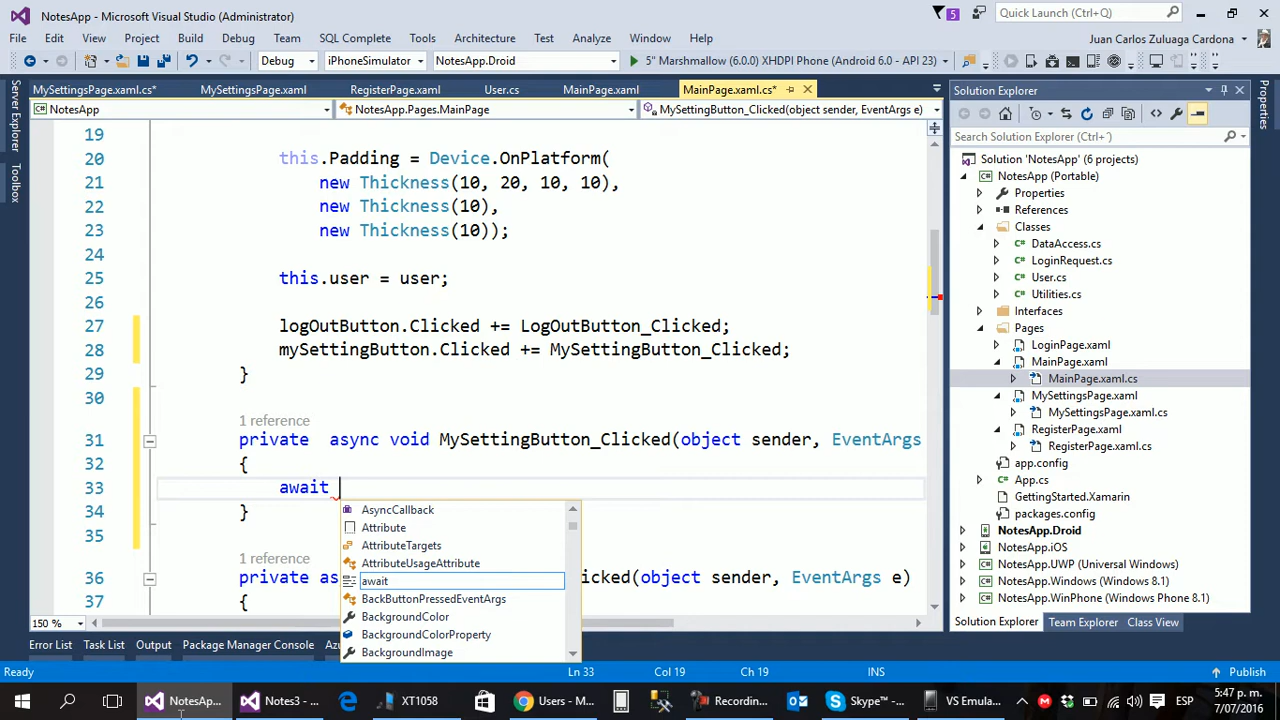 NotesApp - Microsoft Visual Studio (Administrator)
5
Quick Launch (Ctrl+Q)
File Edit View Project Build Debug Team SQL Complete Tools Architecture Test Analyze Window Help
Juan Carlos Zuluaga Cardona
Debug iPhoneSimulator NotesApp.Droid 5" Marshmallow (6.0.0) XHDPI Phone (Android 6.0 - API 23)
Server Explorer
Toolbox
MySettingsPage.xaml.cs* MySettingsPage.xaml RegisterPage.xaml User.cs MainPage.xaml MainPage.xaml.cs*
NotesApp NotesApp.Pages.MainPage MySettingButton_Clicked(object sender, EventArgs e)
19
20 this.Padding = Device.OnPlatform(
21 new Thickness(10, 20, 10, 10),
22 new Thickness(10),
23 new Thickness(10));
24
25 this.user = user;
26
27 logOutButton.Clicked += LogOutButton_Clicked;
28 mySettingButton.Clicked += MySettingButton_Clicked;
29 }
30
1 reference
31 private async void MySettingButton_Clicked(object sender, EventArgs
32 {
33 await
34 }
35
1 reference
36 private as licked(object sender, EventArgs e)
37 {
AsyncCallback
Attribute
AttributeTargets
AttributeUsageAttribute
await
BackButtonPressedEventArgs
BackgroundColor
BackgroundColorProperty
BackgroundImage
150 %
Solution Explorer
Search Solution Explorer (Ctrl+´)
Solution 'NotesApp' (6 projects)
NotesApp (Portable)
Properties
References
Classes
DataAccess.cs
LoginRequest.cs
User.cs
Utilities.cs
Interfaces
Pages
LoginPage.xaml
MainPage.xaml
MainPage.xaml.cs
MySettingsPage.xaml
MySettingsPage.xaml.cs
RegisterPage.xaml
RegisterPage.xaml.cs
app.config
App.cs
GettingStarted.Xamarin
packages.config
NotesApp.Droid
NotesApp.iOS
NotesApp.UWP (Universal Windows)
NotesApp.Windows (Windows 8.1)
NotesApp.WinPhone (Windows Phone 8.1)
Solution Explorer Team Explorer Class View
Properties
Error List Task List Output Package Manager Console Az
Ready Ln 33 Col 19 Ch 19 INS Publish
NotesAp... Notes3 - ... XT1058 Users - M... Recordin... Skype™ -... VS Emula... ESP
5:47 p. m.
7/07/2016